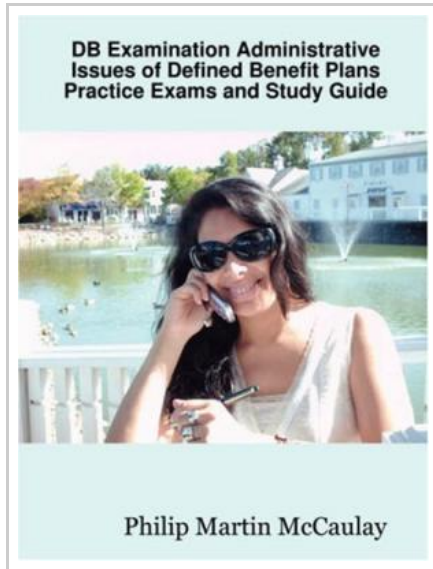 DB Examination Administrative
Issues of Defined Benefit Plans
Practice Exams and Study Guide
Philip Martin McCaulay